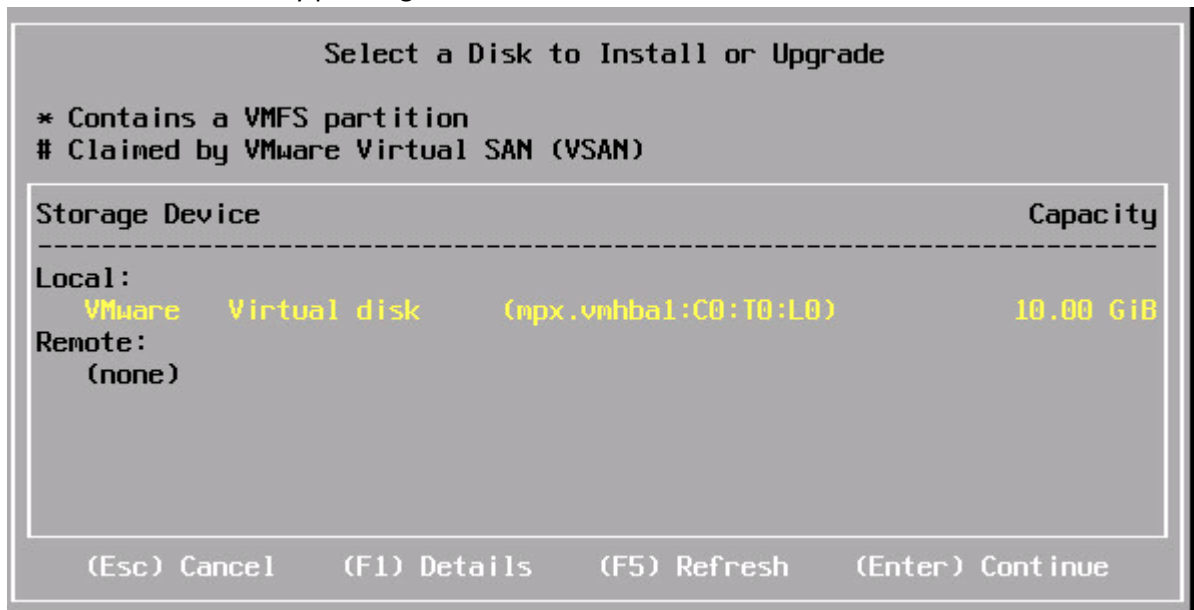 Select a Disk to Install or Upgrade
* Contains a VMFS partition
# Claimed by VMware Virtual SAN (VSAN)
Storage Device Capacity
----------------------------------------------------------------------
Local:
VMware Virtual disk (mpx.vmhba1:C0:T0:L0) 10.00 GiB
Remote:
(none)
(Esc) Cancel (F1) Details (F5) Refresh (Enter) Continue